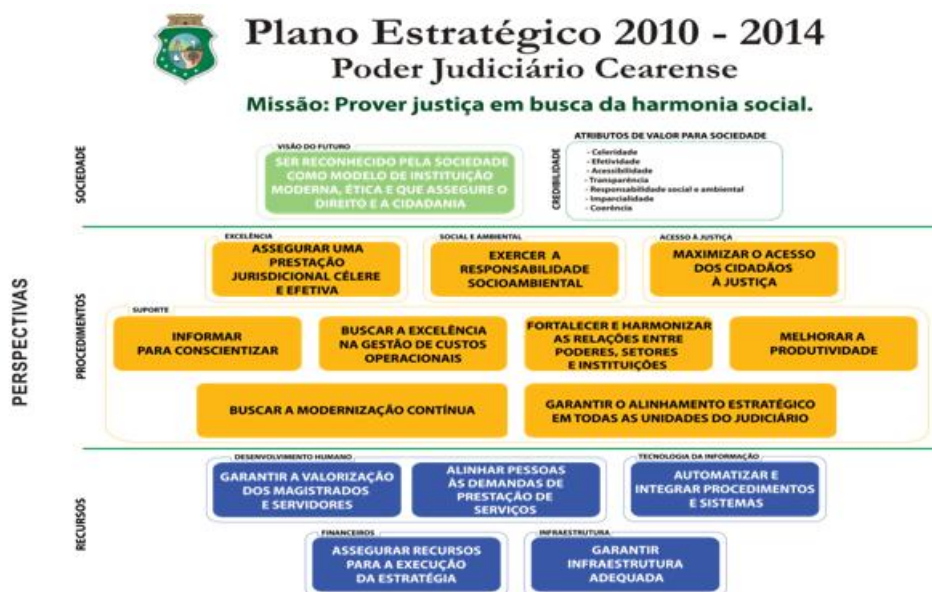 Plano Estratégico 2010 - 2014
Poder Judiciário Cearense
Missão: Prover justiça em busca da harmonia social.
PERSPECTIVAS
SOCIEDADE
VISÃO DO FUTURO
SER RECONHECIDO PELA SOCIEDADE
COMO MODELO DE INSTITUIÇÃO
MODERNA, ÉTICA E QUE ASSEGURE O
DIREITO E A CIDADANIA
ATRIBUTOS DE VALOR PARA SOCIEDADE
CREDIBILIDADE
- Celeridade
- Efetividade
- Acessibilidade
- Transparência
- Responsabilidade social e ambiental
- Imparcialidade
- Coerência
PROCEDIMENTOS
EXCELÊNCIA
ASSEGURAR UMA
PRESTAÇÃO
JURISDICIONAL CÉLERE
E EFETIVA
SOCIAL E AMBIENTAL
EXERCER A
RESPONSABILIDADE
SOCIOAMBIENTAL
ACESSO À JUSTIÇA
MAXIMIZAR O ACESSO
DOS CIDADÃOS
À JUSTIÇA
SUPORTE
INFORMAR
PARA CONSCIENTIZAR
BUSCAR A EXCELÊNCIA
NA GESTÃO DE CUSTOS
OPERACIONAIS
FORTALECER E HARMONIZAR
AS RELAÇÕES ENTRE
PODERES, SETORES
E INSTITUIÇÕES
MELHORAR A
PRODUTIVIDADE
BUSCAR A MODERNIZAÇÃO CONTÍNUA
GARANTIR O ALINHAMENTO ESTRATÉGICO
EM TODAS AS UNIDADES DO JUDICIÁRIO
RECURSOS
DESENVOLVIMENTO HUMANO
GARANTIR A VALORIZAÇÃO
DOS MAGISTRADOS
E SERVIDORES
ALINHAR PESSOAS
ÀS DEMANDAS DE
PRESTAÇÃO DE
SERVIÇOS
TECNOLOGIA DA INFORMAÇÃO
AUTOMATIZAR E
INTEGRAR PROCEDIMENTOS
E SISTEMAS
FINANCEIROS
ASSEGURAR RECURSOS
PARA A EXECUÇÃO
DA ESTRATÉGIA
INFRAESTRUTURA
GARANTIR
INFRAESTRUTURA
ADEQUADA